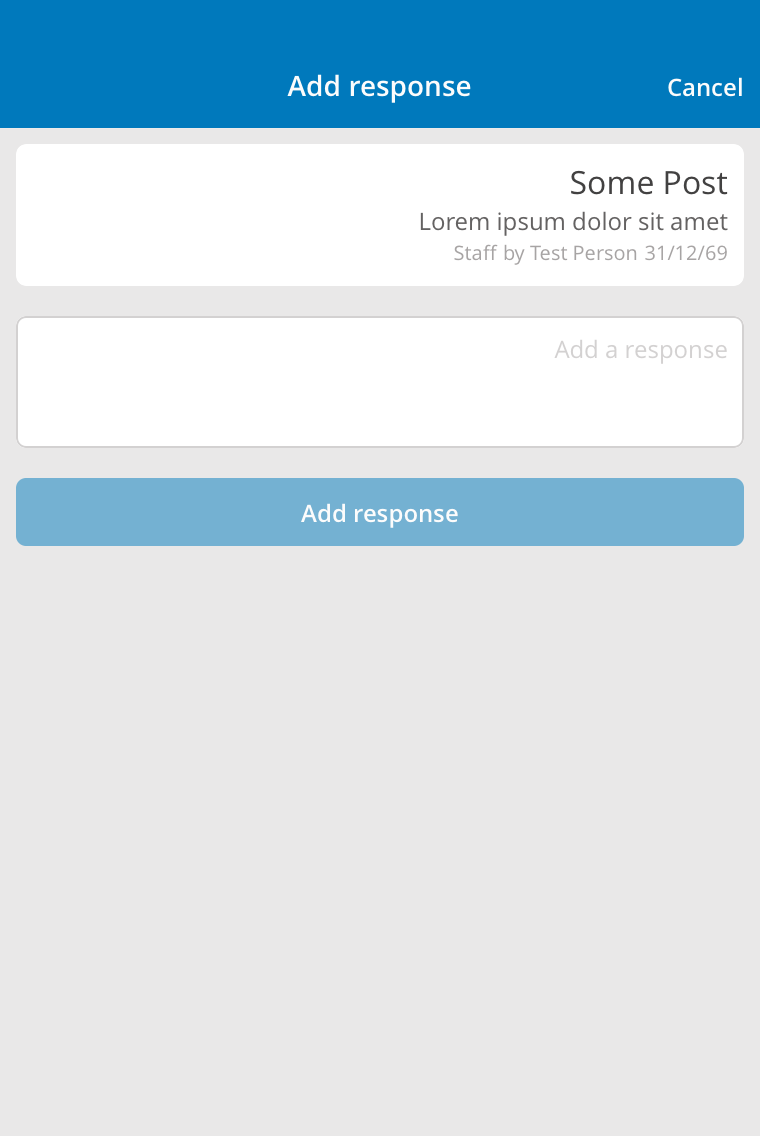 Add response
Cancel
Some Post
Lorem ipsum dolor sit amet
Staff by Test Person 31/12/69
Add a response
Add response